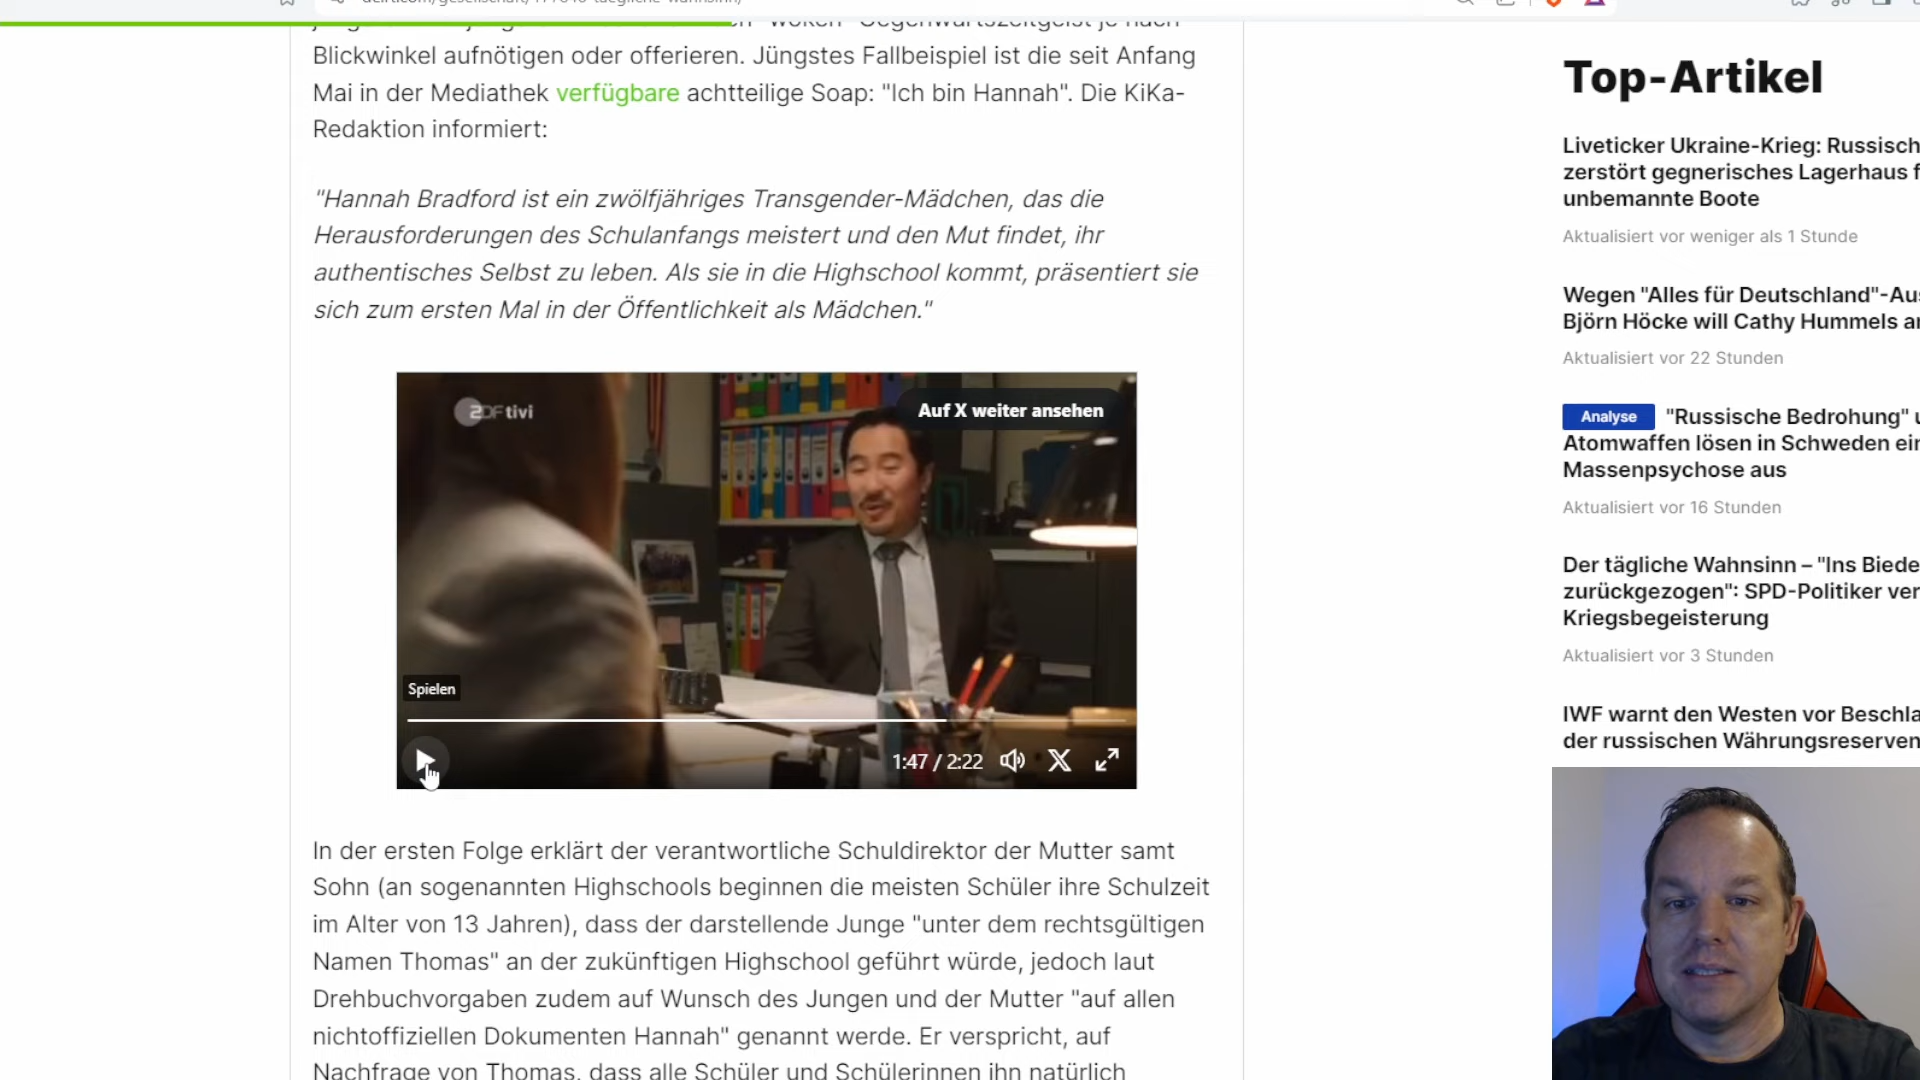 Blickwinkel aufnötigen oder offerieren. Jüngstes Fallbeispiel ist die seit Anfang
Mai in der Mediathek verfügbare achtteilige Soap: "Ich bin Hannah". Die KiKa-
Redaktion informiert:
"Hannah Bradford ist ein zwölfjähriges Transgender-Mädchen, das die
Herausforderungen des Schulanfangs meistert und den Mut findet, ihr
authentisches Selbst zu leben. Als sie in die Highschool kommt, präsentiert sie
sich zum ersten Mal in der Öffentlichkeit als Mädchen."
ZDFtivi
Auf X weiter ansehen
Spielen
1:47 / 2:22
In der ersten Folge erklärt der verantwortliche Schuldirektor der Mutter samt
Sohn (an sogenannten Highschools beginnen die meisten Schüler ihre Schulzeit
im Alter von 13 Jahren), dass der darstellende Junge "unter dem rechtsgültigen
Namen Thomas" an der zukünftigen Highschool geführt würde, jedoch laut
Drehbuchvorgaben zudem auf Wunsch des Jungen und der Mutter "auf allen
nichtoffiziellen Dokumenten Hannah" genannt werde. Er verspricht, auf
Nachfrage von Thomas, dass alle Schüler und Schülerinnen ihn natürlich
Top-Artikel
Liveticker Ukraine-Krieg: Russisch
zerstört gegnerisches Lagerhaus f
unbemannte Boote
Aktualisiert vor weniger als 1 Stunde
Wegen "Alles für Deutschland"-Aus
Björn Höcke will Cathy Hummels a
Aktualisiert vor 22 Stunden
Analyse "Russische Bedrohung" u
Atomwaffen lösen in Schweden ein
Massenpsychose aus
Aktualisiert vor 16 Stunden
Der tägliche Wahnsinn – "Ins Biede
zurückgezogen": SPD-Politiker ver
Kriegsbegeisterung
Aktualisiert vor 3 Stunden
IWF warnt den Westen vor Beschla
der russischen Währungsreserven